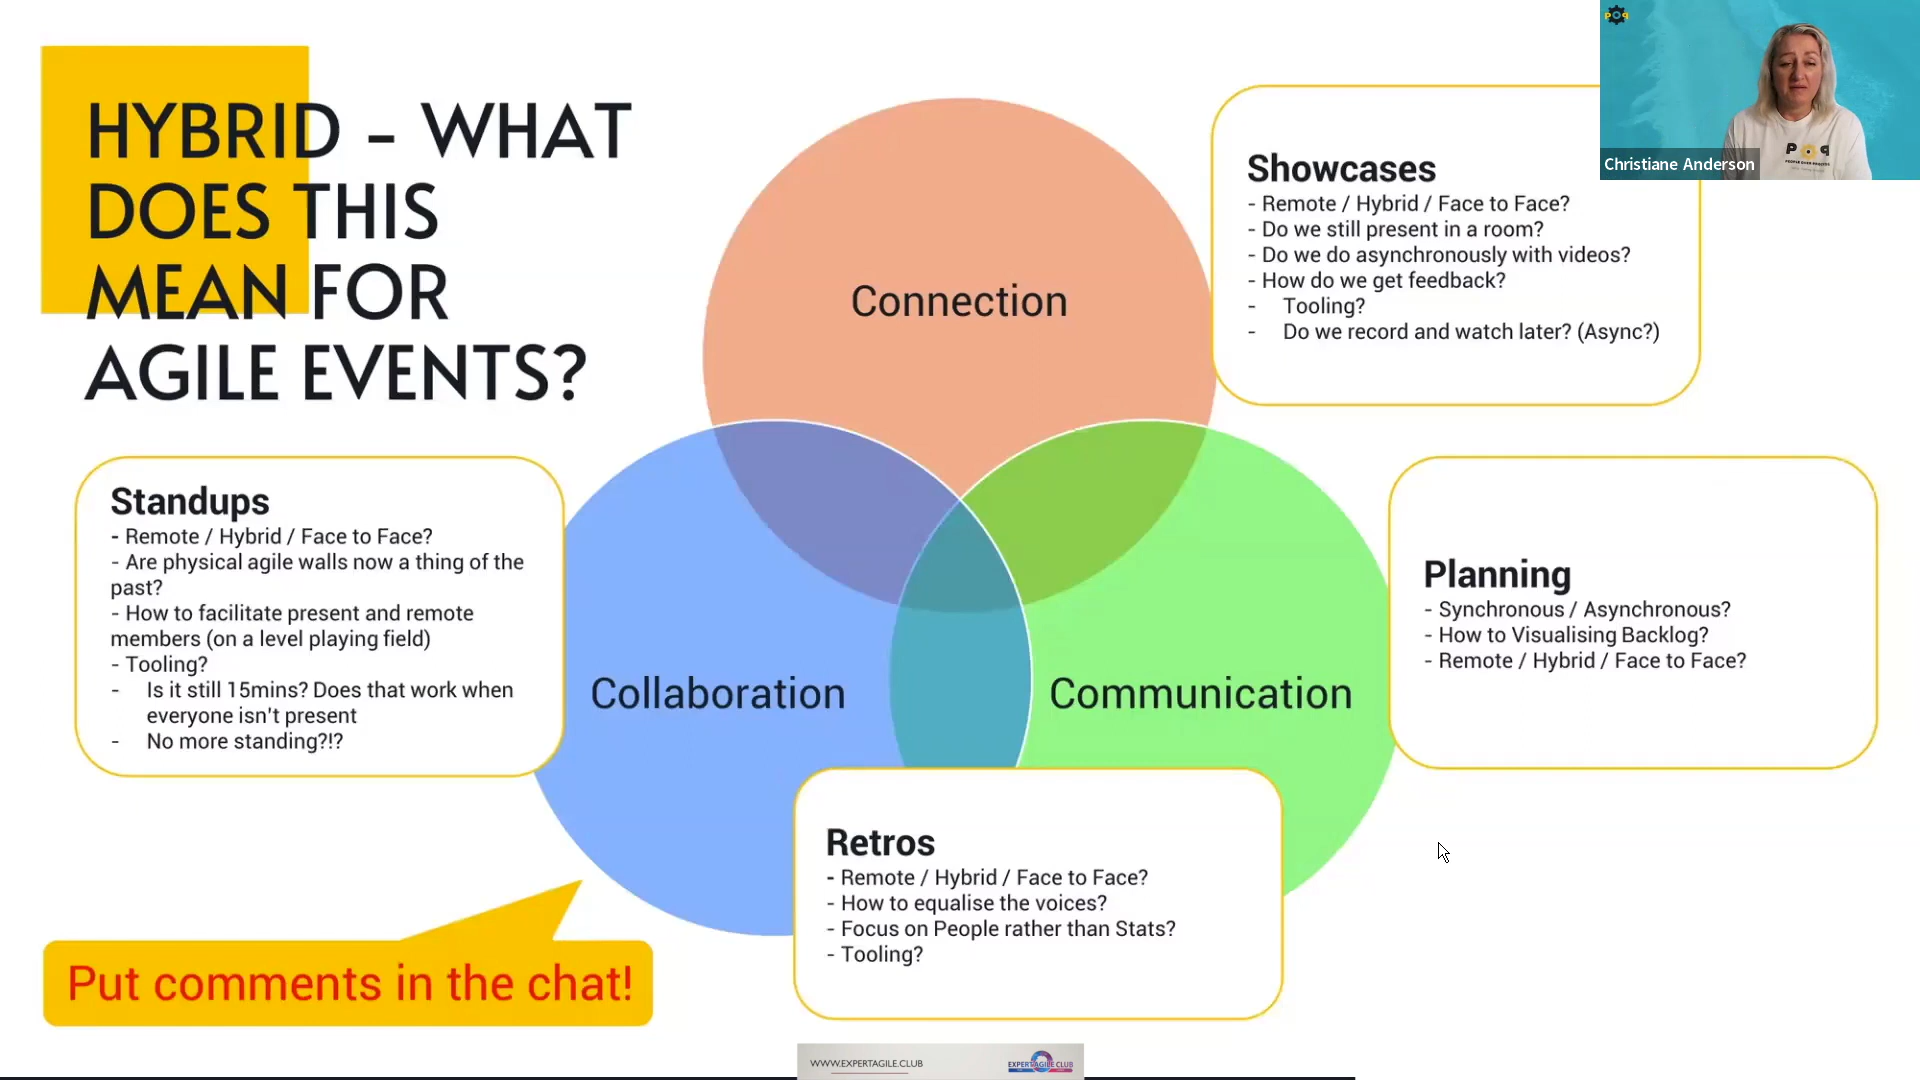 HYBRID - WHAT
DOES THIS
MEAN FOR
AGILE EVENTS?
Connection
Collaboration
Communication
Showcases
- Remote / Hybrid / Face to Face?
- Do we still present in a room?
- Do we do asynchronously with videos?
- How do we get feedback?
- Tooling?
- Do we record and watch later? (Async?)
Standups
- Remote / Hybrid / Face to Face?
- Are physical agile walls now a thing of the
past?
- How to facilitate present and remote
members (on a level playing field)
- Tooling?
- Is it still 15mins? Does that work when
everyone isn't present
- No more standing?!?
Planning
- Synchronous / Asynchronous?
- How to Visualising Backlog?
- Remote / Hybrid / Face to Face?
Retros
- Remote / Hybrid / Face to Face?
- How to equalise the voices?
- Focus on People rather than Stats?
- Tooling?
Put comments in the chat!
WWW.EXPERTAGILE.CLUB
EXPERT AGILE CLUB
Christiane Anderson
POP